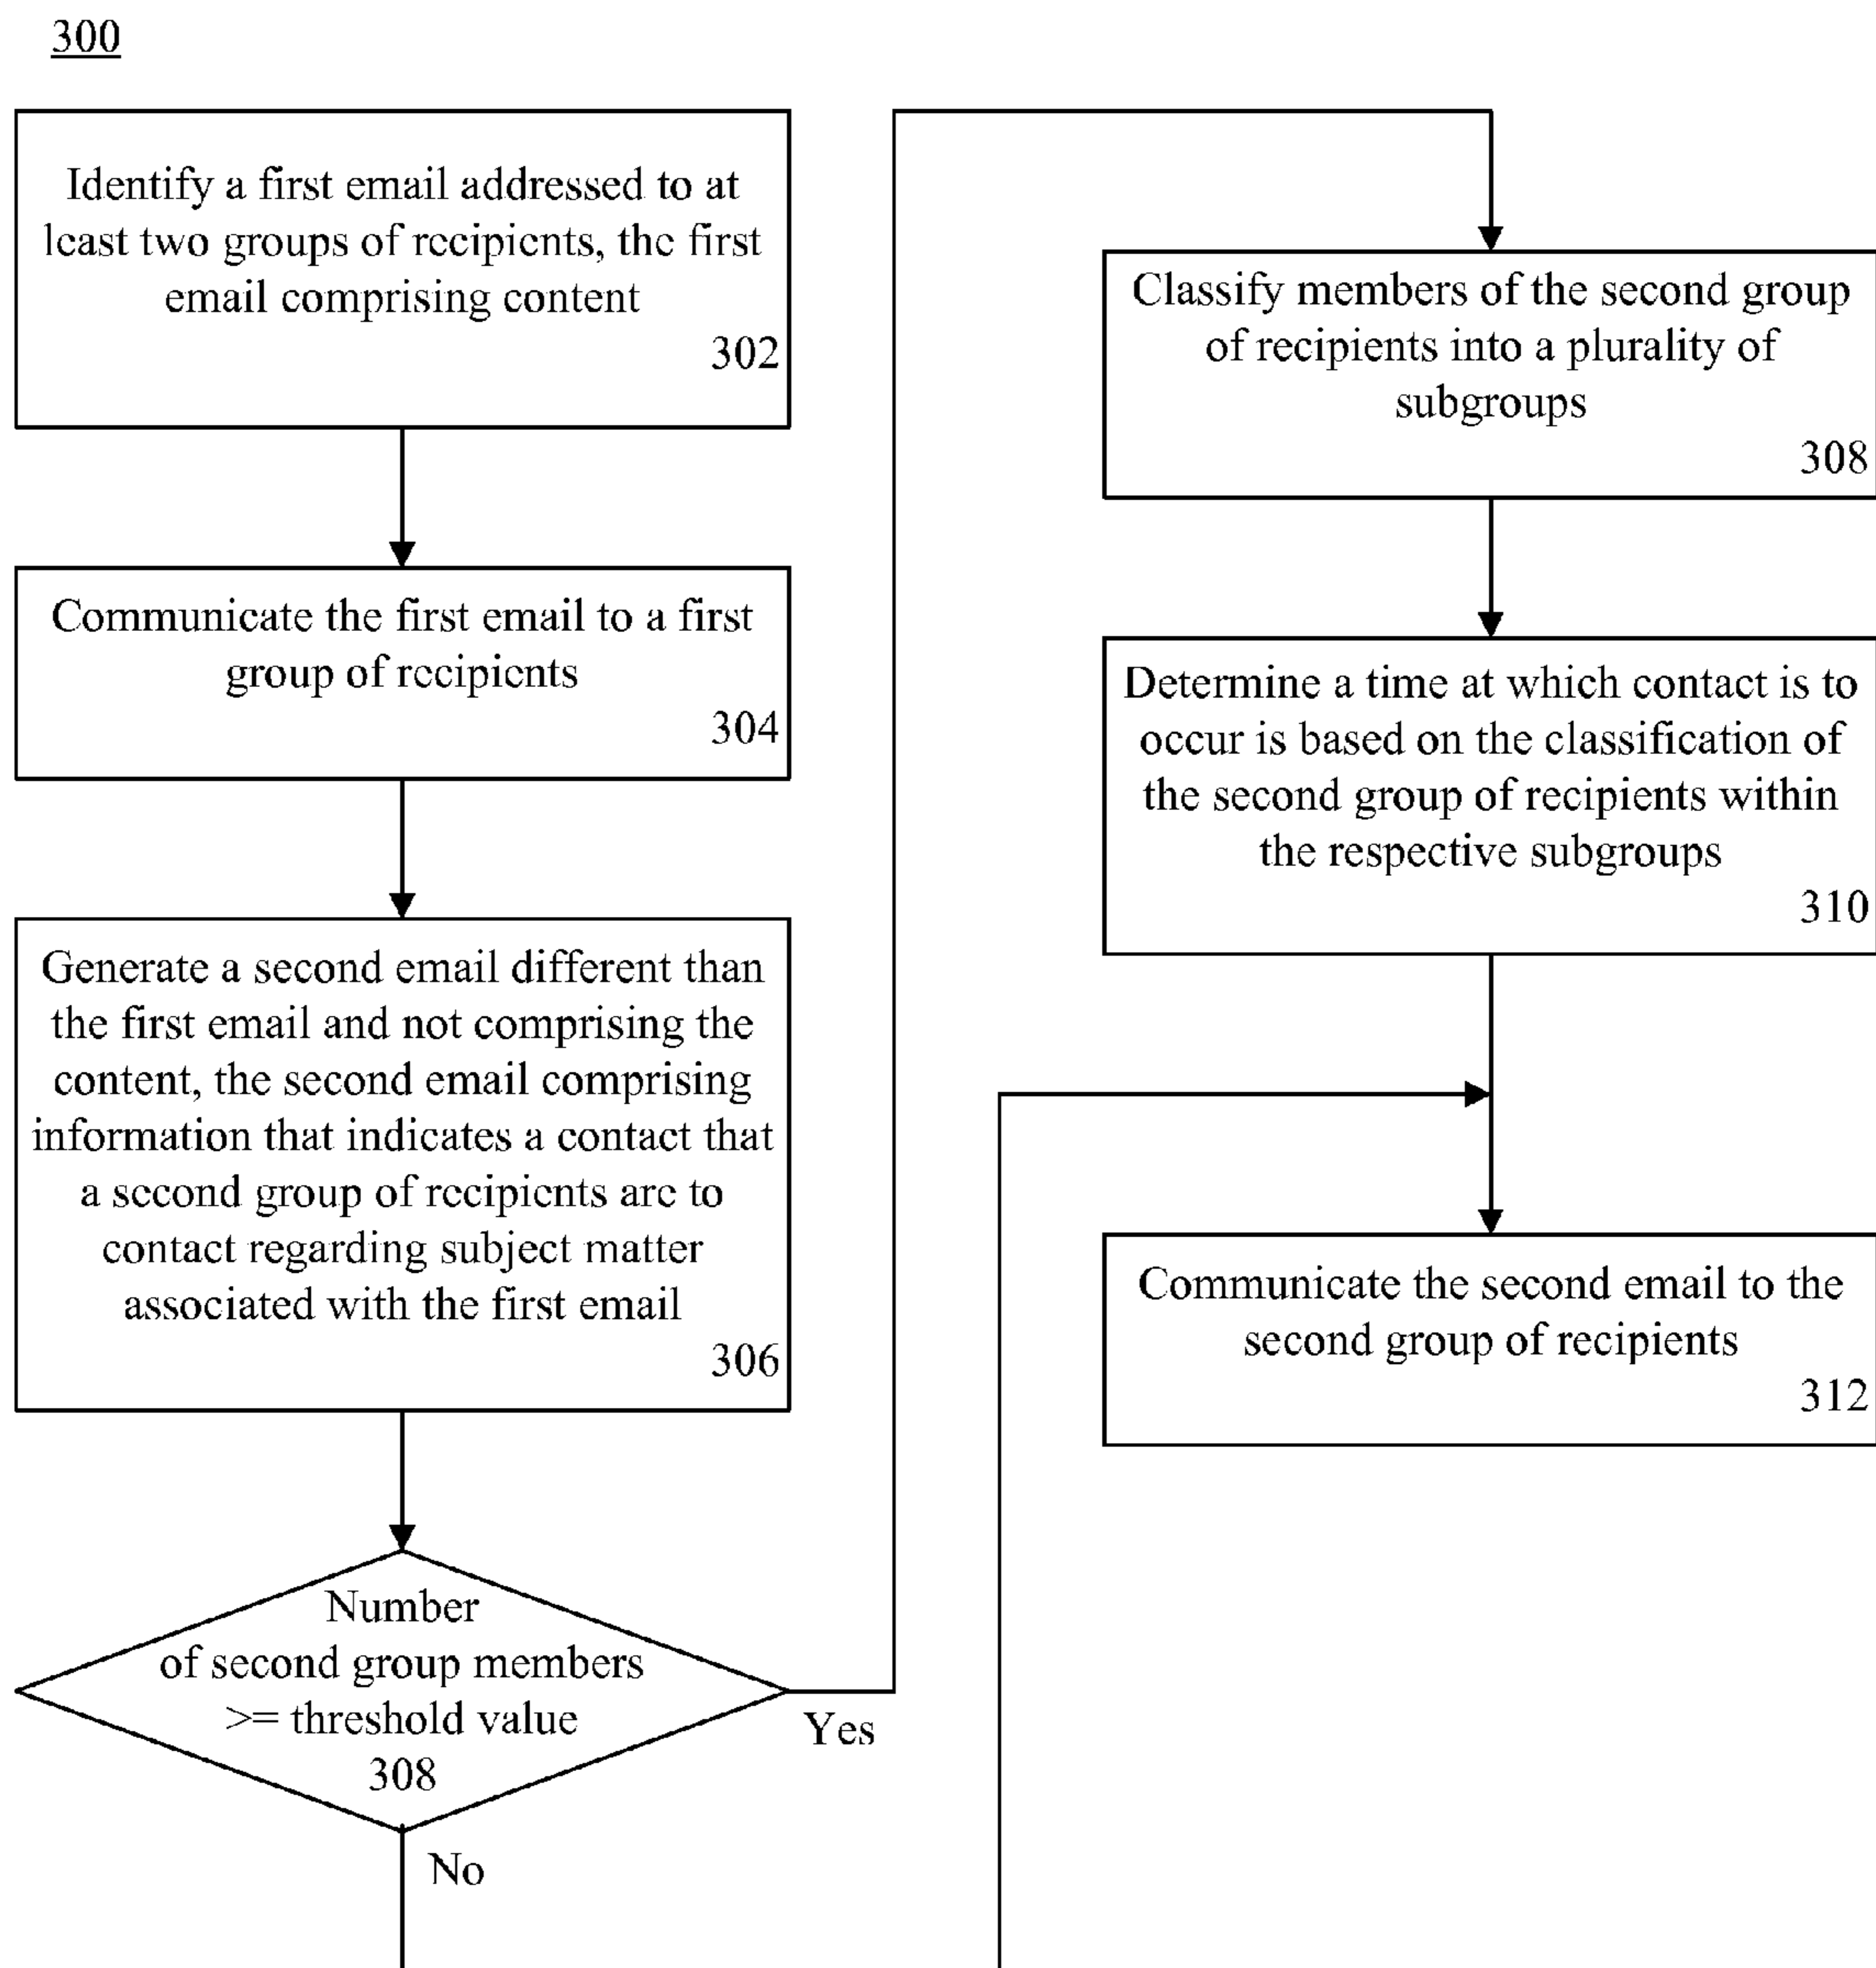 300
Identify a first email addressed to at
least two groups of recipients, the first
email comprising content
302
Communicate the first email to a first
group of recipients
304
Generate a second email different than
the first email and not comprising the
content, the second email comprising
information that indicates a contact that
a second group of recipients are to
contact regarding subject matter
associated with the first email
306
Number
of second group members
>= threshold value
308
Yes
No
Classify members of the second group
of recipients into a plurality of
subgroups
308
Determine a time at which contact is to
occur is based on the classification of
the second group of recipients within
the respective subgroups
310
Communicate the second email to the
second group of recipients
312